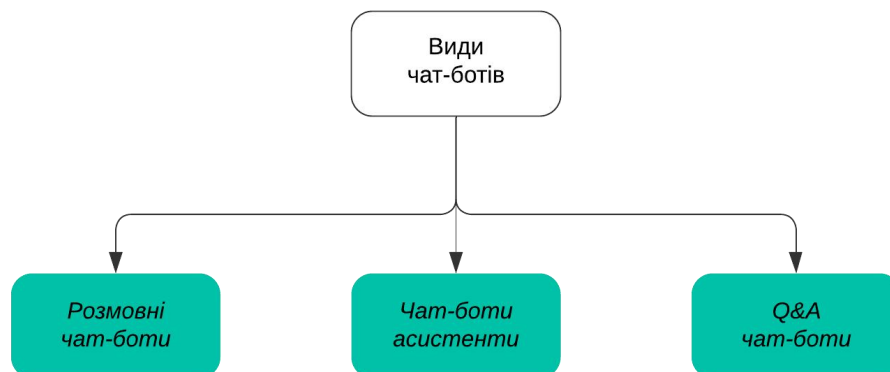 Види
чат-ботів
Розмовні
чат-боти
Чат-боти
асистенти
Q&A
чат-боти